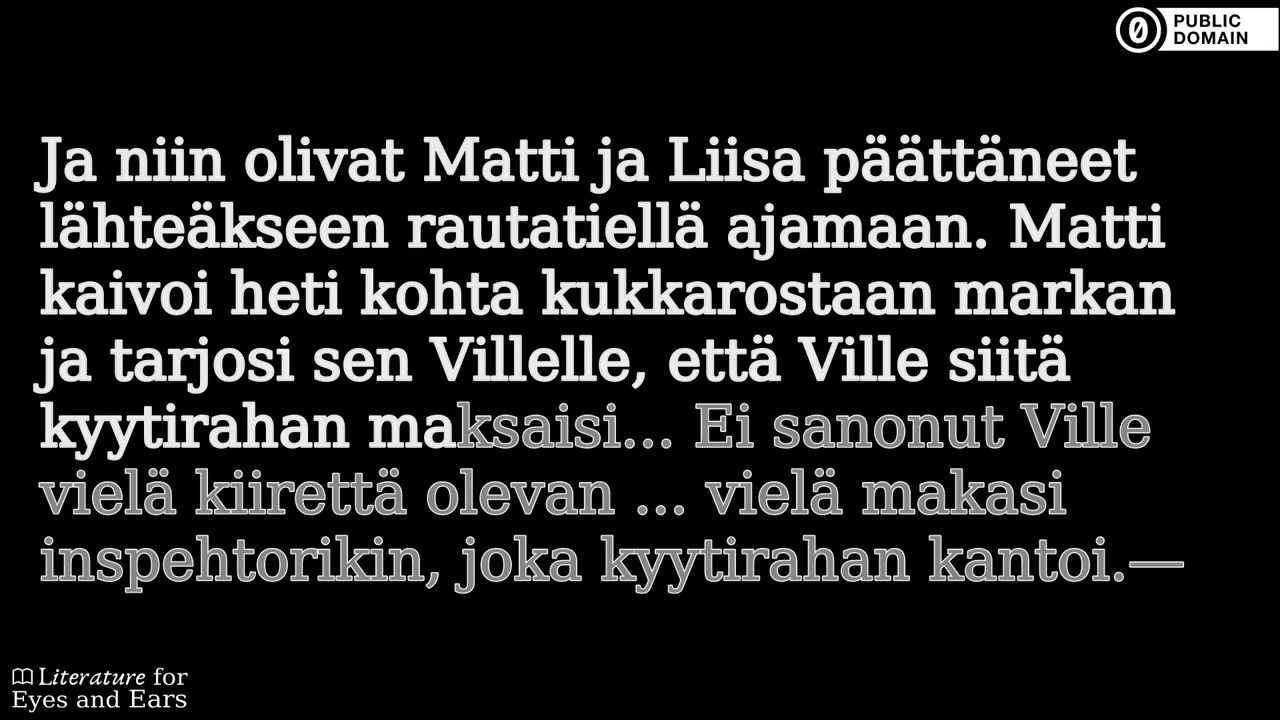 PUBLIC
DOMAIN
Ja niin olivat Matti ja Liisa päättäneet
lähteäkseen rautatiellä ajamaan. Matti
kaivoi heti kohta kukkarostaan markan
ja tarjosi sen Villelle, että Ville siitä
kyytirahan maksaisi... Ei sanonut Ville
vielä kiirettä olevan ... vielä makasi
inspehtorikin, joka kyytirahan kantoi.—
Literature for
Eyes and Ears